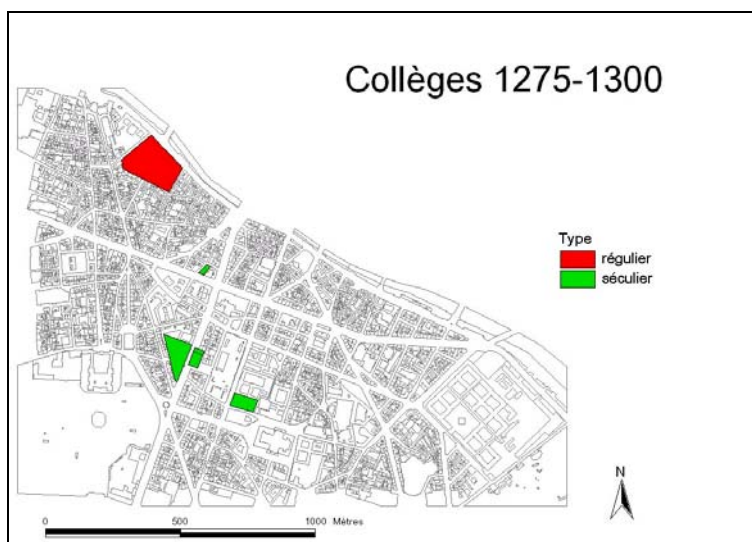 Collèges 1275-1300
Type
régulier
séculier
N
0 500 1000 Mètres